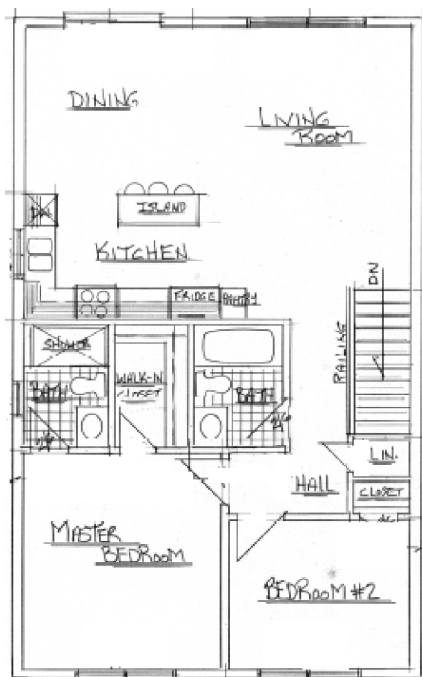 DINING
LIVING
ROOM
DW
ISLAND
KITCHEN
FRIDGE
PANTRY
DN
RAILING
SHOWER
BATH
WALK-IN
CLOSET
BATH
LIN.
HALL
CLOSET
MASTER
BEDROOM
BEDROOM #2